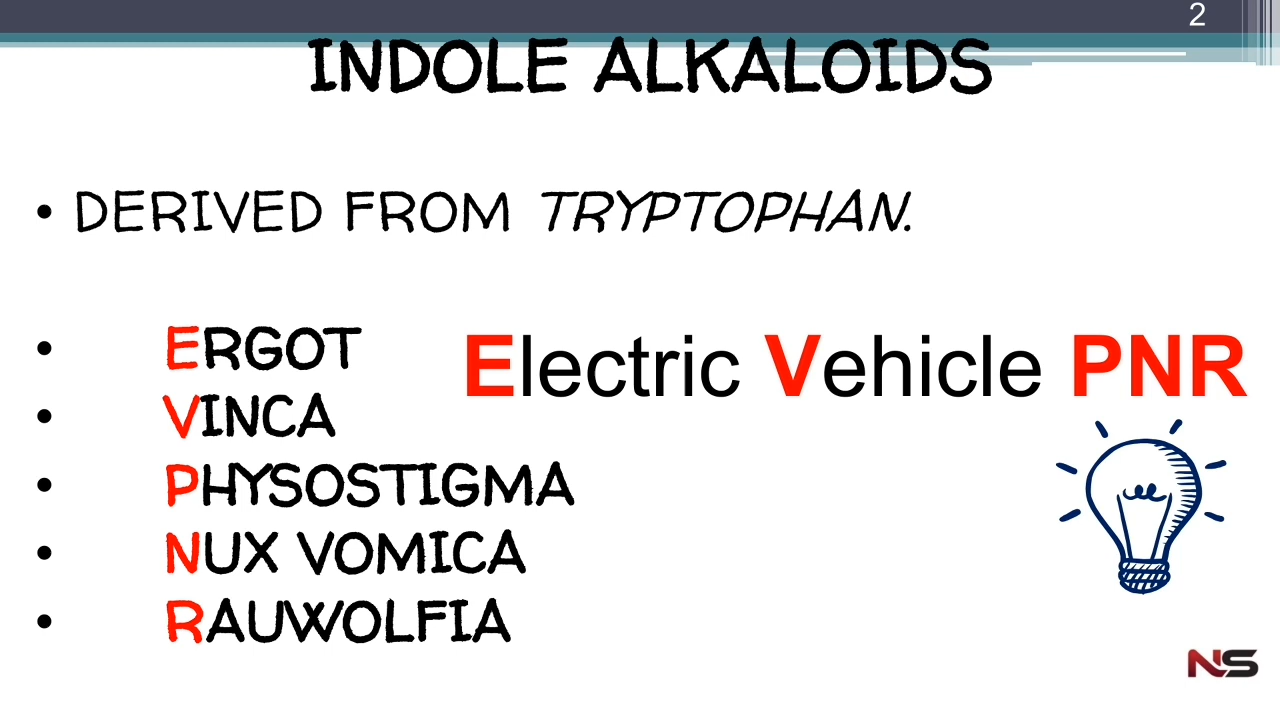 2
INDOLE ALKALOIDS
• DERIVED FROM TRYPTOPHAN.
• ERGOT
Electric Vehicle PNR
• VINCA
• PHYSOSTIGMA
• NUX VOMICA
• RAUWOLFIA
NS